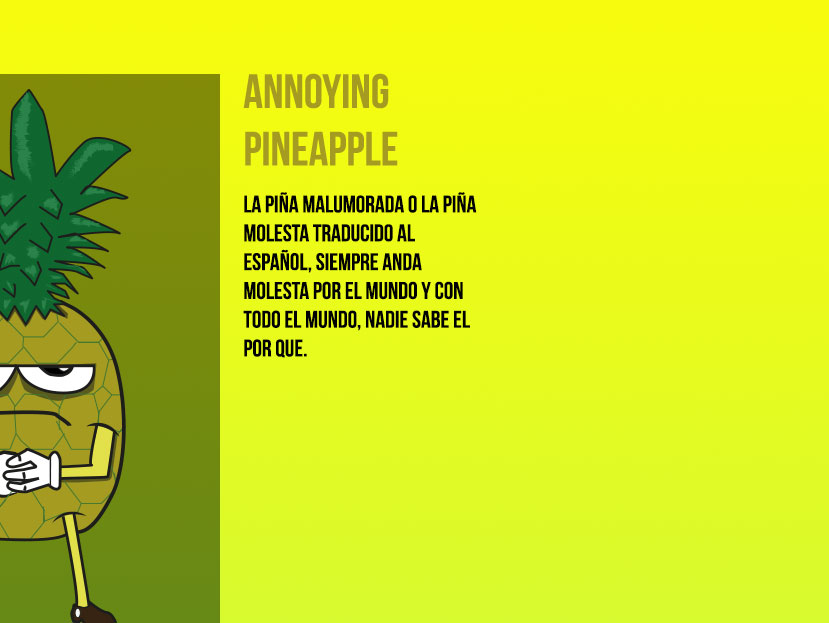 ANNOYING
PINEAPPLE
LA PIÑA MALUMORADA O LA PIÑA
MOLESTA TRADUCIDO AL
ESPAÑOL, SIEMPRE ANDA
MOLESTA POR EL MUNDO Y CON
TODO EL MUNDO, NADIE SABE EL
POR QUE.